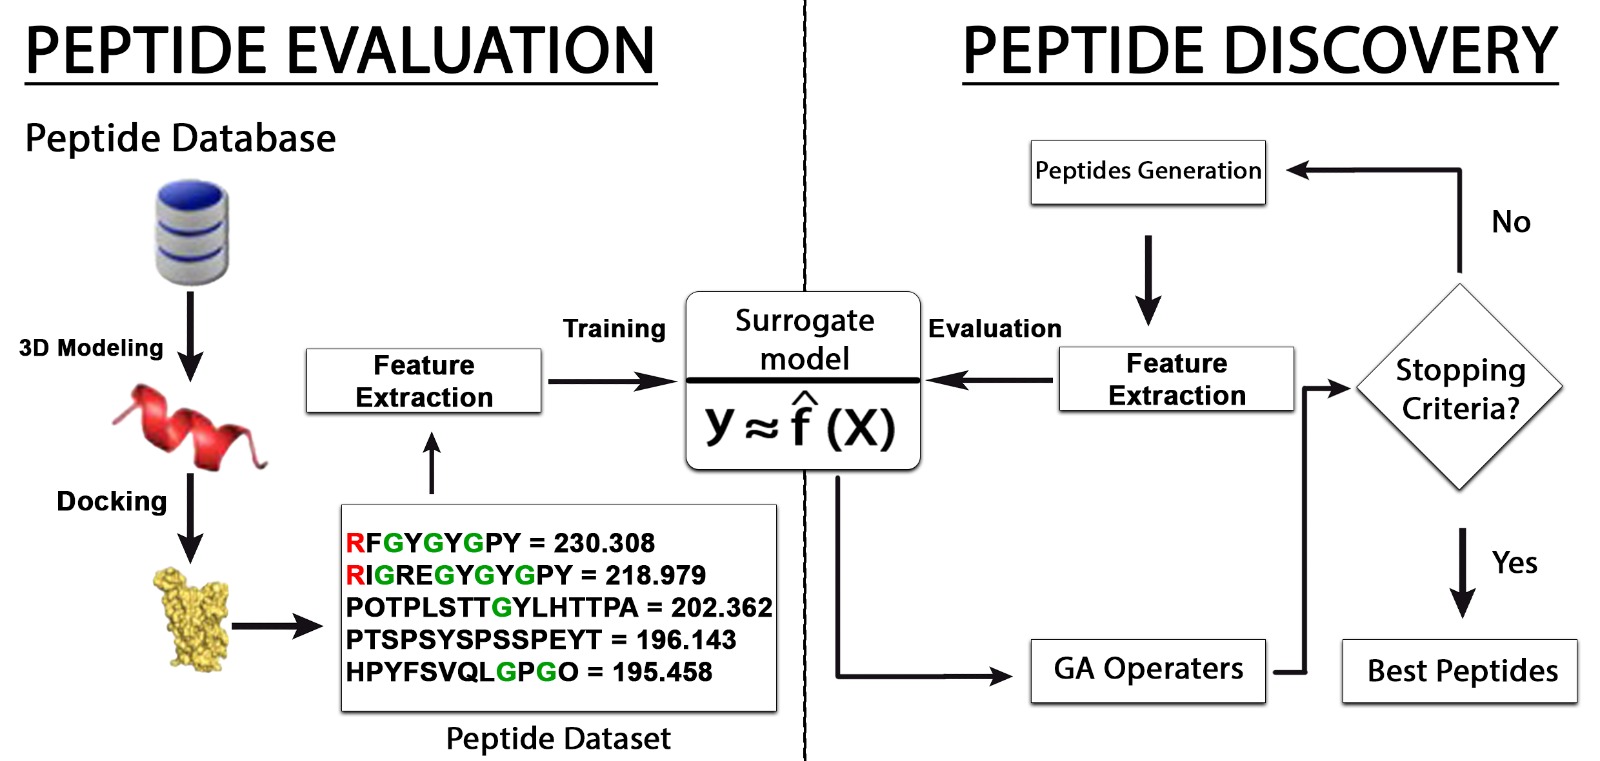 PEPTIDE EVALUATION
Peptide Database
3D Modeling
Docking
RFGYGYGPY = 230.308
RIGREGYGYGPY = 218.979
POTPLSTTGYLHTTPA = 202.362
PTSPSYSPSSPEYT = 196.143
HPYFSVQLGPGO = 195.458
Peptide Dataset
Feature
Extraction
Training
Surrogate
model
y ≈ f̂ (X)
PEPTIDE DISCOVERY
Peptides Generation
Evaluation
Feature
Extraction
GA Operaters
Stopping
Criteria?
No
Yes
Best Peptides